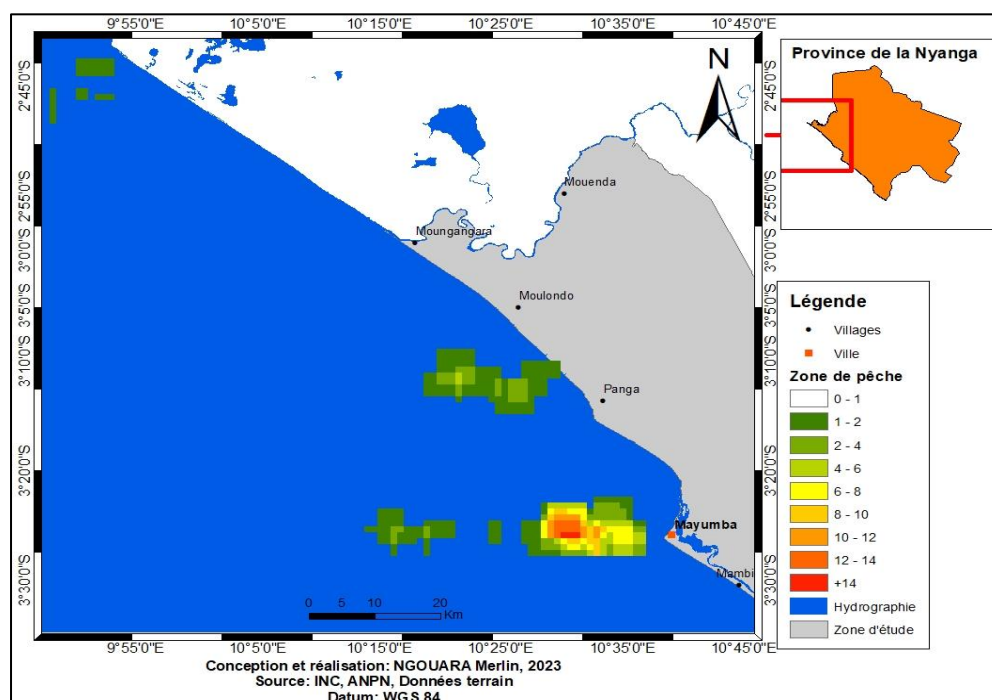 9°55'0"E 10°5'0"E 10°15'0"E 10°25'0"E 10°35'0"E 10°45'0"E
Province de la Nyanga
N
2°45'0"S
2°45'0"S
2°55'0"S
2°55'0"S
3°0'0"S
3°0'0"S
3°5'0"S
3°5'0"S
3°10'0"S
3°10'0"S
3°20'0"S
3°20'0"S
3°30'0"S
3°30'0"S
Mouenda
Moungangara
Moulondo
Panga
Mayumba
Mambi
0 5 10 20
Km
Légende
Villages
Ville
Zone de pêche
0 - 1
1 - 2
2 - 4
4 - 6
6 - 8
8 - 10
10 - 12
12 - 14
+14
Hydrographie
Zone d'étude
9°55'0"E 10°5'0"E 10°15'0"E 10°25'0"E 10°35'0"E 10°45'0"E
Conception et réalisation: NGOUARA Merlin, 2023
Source: INC, ANPN, Données terrain
Datum: WGS 84